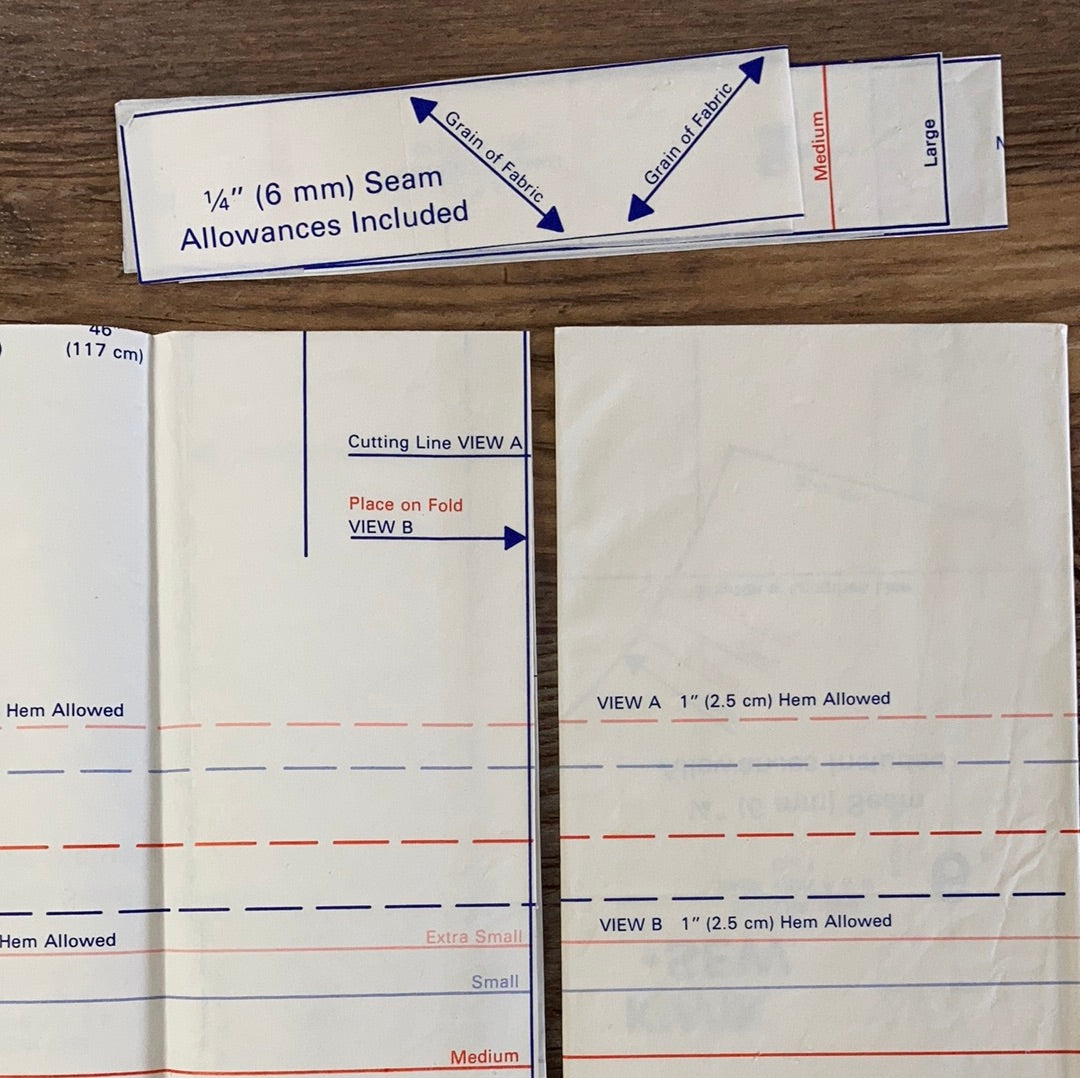 ¼" (6 mm) Seam
Allowances Included
Grain of Fabric
Grain of Fabric
Medium
Large
46"
(117 cm)
Cutting Line VIEW A
Place on Fold
VIEW B
Hem Allowed
VIEW A 1" (2.5 cm) Hem Allowed
Hem Allowed
Extra Small
VIEW B 1" (2.5 cm) Hem Allowed
Small
Medium